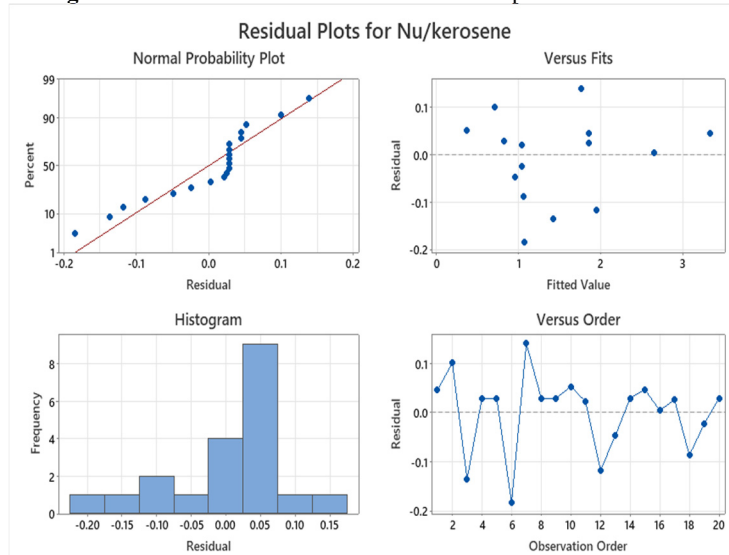 Residual Plots for Nu/kerosene
Normal Probability Plot
99
90
50
10
1
Percent
-0.2 -0.1 0.0 0.1 0.2
Residual
Versus Fits
0.1
0.0
-0.1
-0.2
Residual
0 1 2 3
Fitted Value
Histogram
8
6
4
2
0
Frequency
-0.20 -0.15 -0.10 -0.05 0.00 0.05 0.10 0.15
Residual
Versus Order
0.1
0.0
-0.1
-0.2
Residual
2 4 6 8 10 12 14 16 18 20
Observation Order